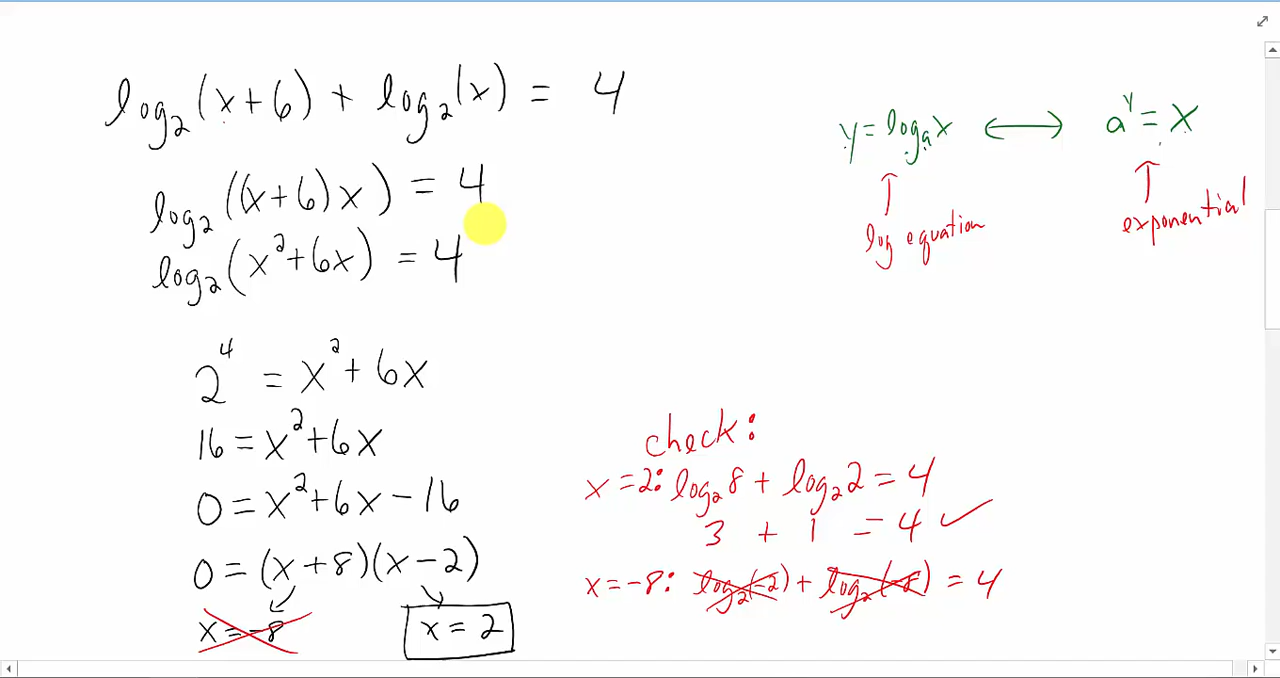 log₂(x+6) + log₂(x) = 4
log₂((x+6)x) = 4
log₂(x²+6x) = 4
2⁴ = x²+6x
16 = x²+6x
0 = x²+6x-16
0 = (x+8)(x-2)
x=-8
x = 2
y=logₐx ⟷ aʸ = x
↑ ↑
log equation exponential
check:
x=2: log₂8 + log₂2 = 4
3 + 1 = 4 ✓
x=-8: log₂(-2) + log₂(-8) = 4